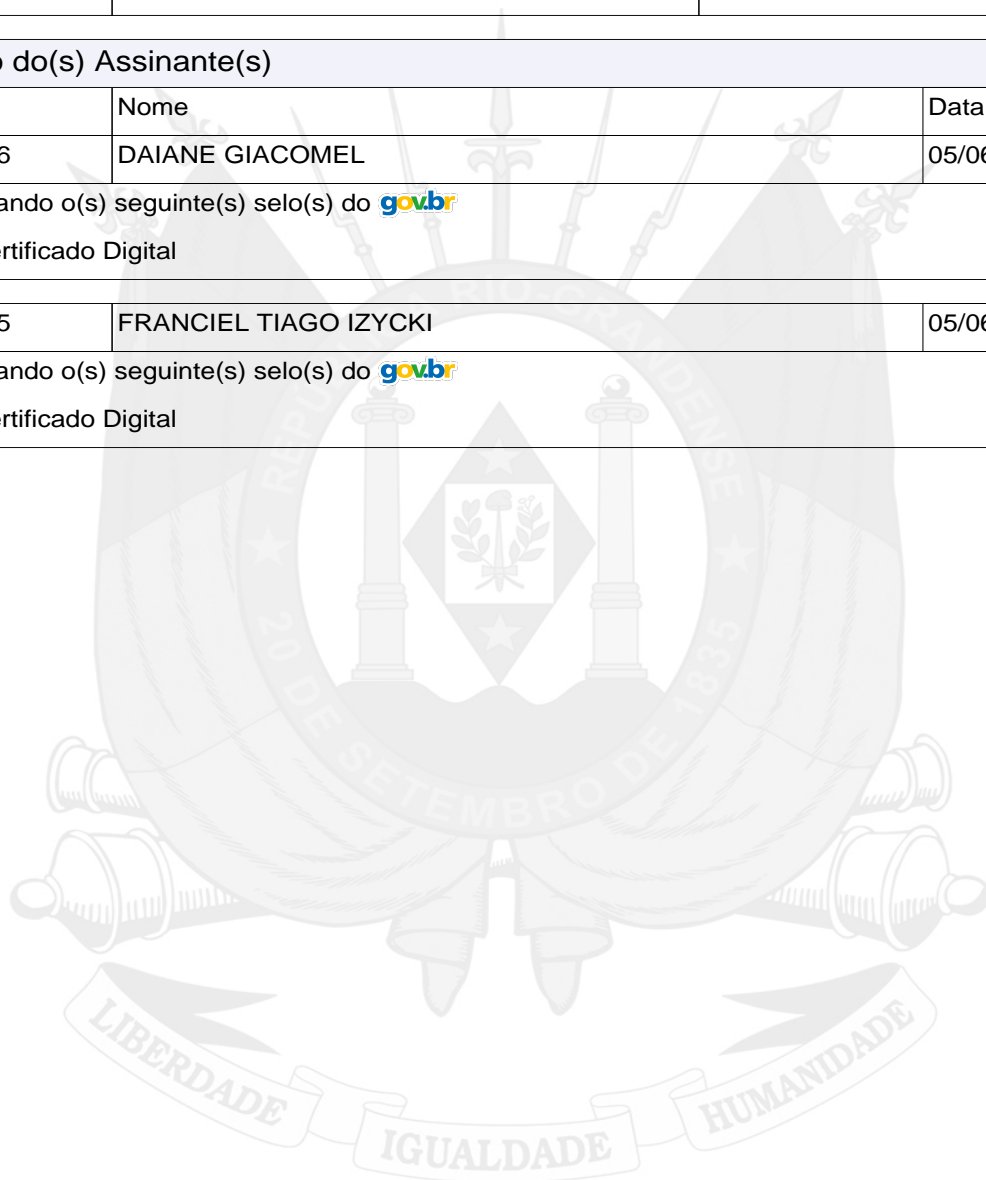 o do(s) Assinante(s)
Nome Data
6 DAIANE GIACOMEL 05/06
ando o(s) seguinte(s) selo(s) do gov.br
ertificado Digital
5 FRANCIEL TIAGO IZYCKI 05/06
ando o(s) seguinte(s) selo(s) do gov.br
ertificado Digital
REPUBLICA RIO-GRANDENSE
20 DE SETEMBRO DE 1835
LIBERDADE IGUALDADE HUMANIDADE